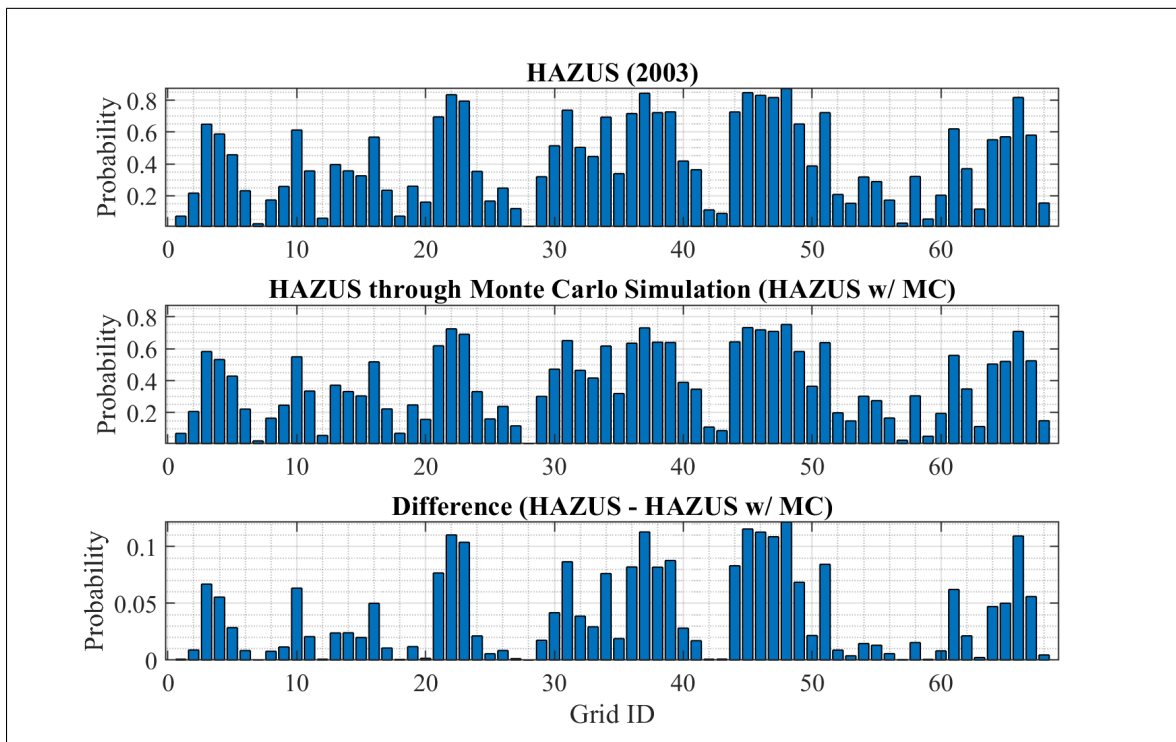 HAZUS (2003)
Probability
0.8
0.6
0.4
0.2
0 10 20 30 40 50 60
HAZUS through Monte Carlo Simulation (HAZUS w/ MC)
Probability
0.8
0.6
0.4
0.2
0 10 20 30 40 50 60
Difference (HAZUS - HAZUS w/ MC)
Probability
0.1
0.05
0
0 10 20 30 40 50 60
Grid ID